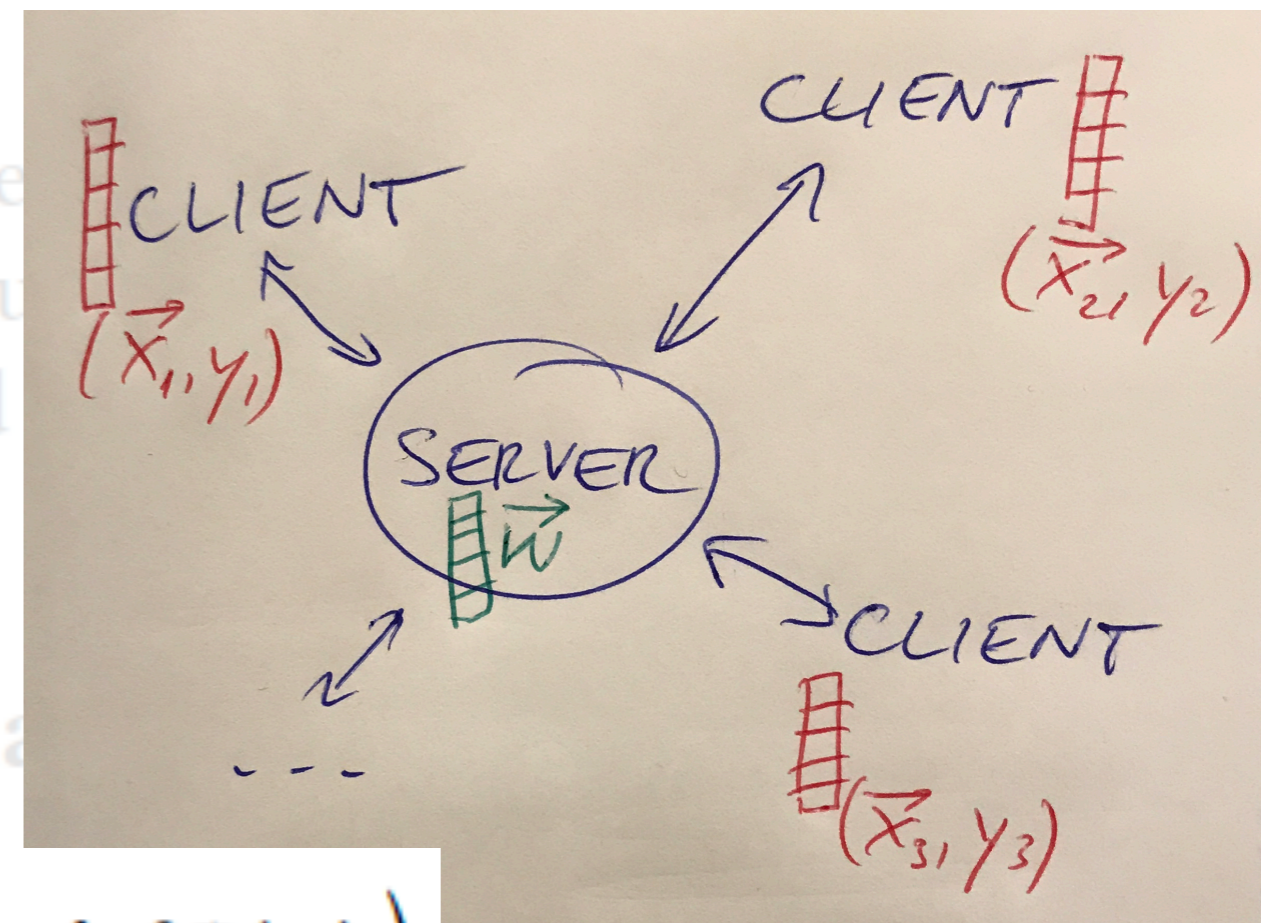 CLIENT
CLIENT
(x⃗₂, y₂)
(x⃗₁, y₁)
SERVER
w⃗
CLIENT
(x⃗₃, y₃)
---